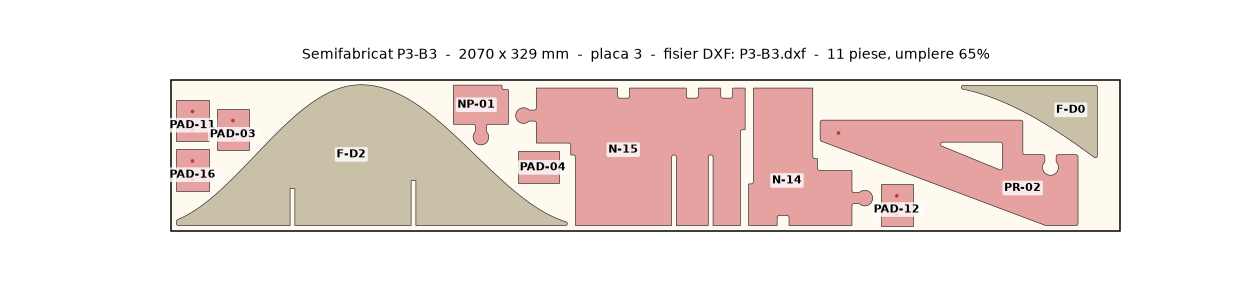 Semifabricat P3-B3 - 2070 x 329 mm - placa 3 - fisier DXF: P3-B3.dxf - 11 piese, umplere 65%
NP-01
F-D0
PAD-11
PAD-03
N-15
F-D2
PAD-04
PAD-16
N-14
PR-02
PAD-12